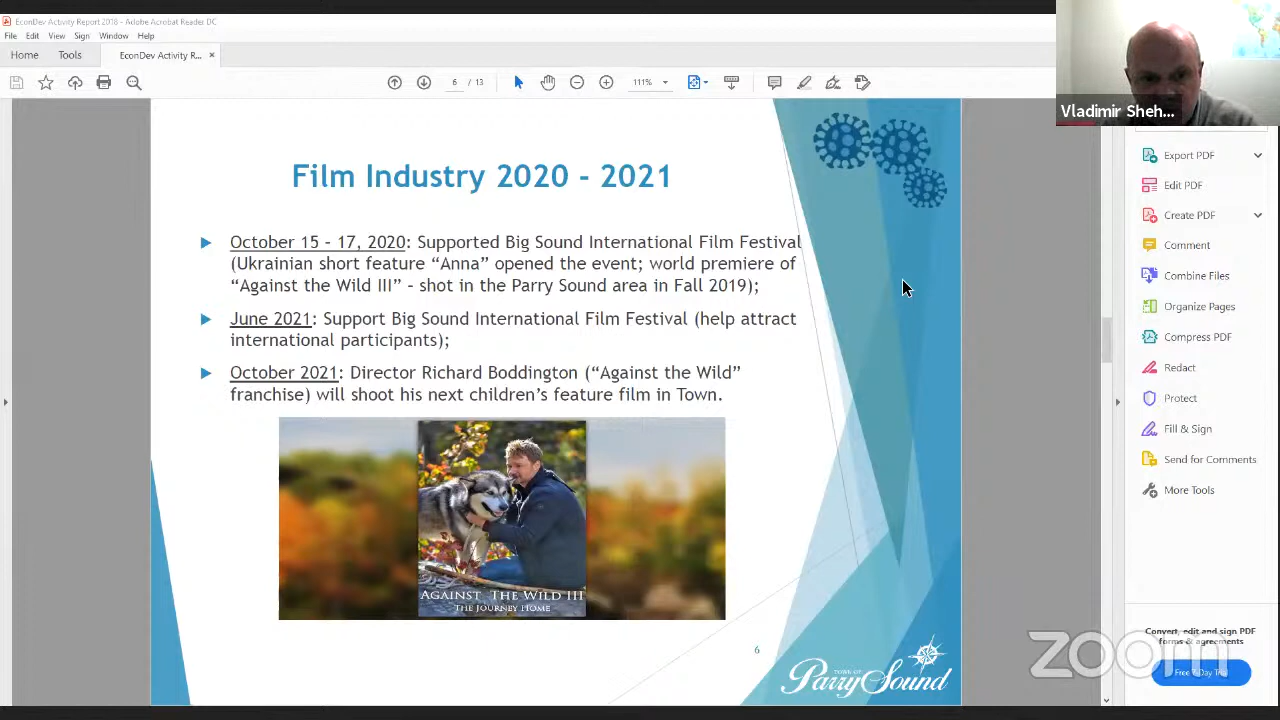 EconDev Activity Report 2018 - Adobe Acrobat Reader DC
File Edit View Sign Window Help
Home Tools EconDev Activity R... ×
6 / 13 111%
Vladimir Sheh...
Film Industry 2020 - 2021
October 15 – 17, 2020: Supported Big Sound International Film Festival
(Ukrainian short feature “Anna” opened the event; world premiere of
“Against the Wild III” – shot in the Parry Sound area in Fall 2019);
June 2021: Support Big Sound International Film Festival (help attract
international participants);
October 2021: Director Richard Boddington (“Against the Wild”
franchise) will shoot his next children’s feature film in Town.
AGAINST THE WILD III
THE JOURNEY HOME
6
TOWN OF
Parry Sound
Export PDF
Edit PDF
Create PDF
Comment
Combine Files
Organize Pages
Compress PDF
Redact
Protect
Fill & Sign
Send for Comments
More Tools
Convert, edit and sign PDF
forms & agreements
Free 7-Day Trial
zoom